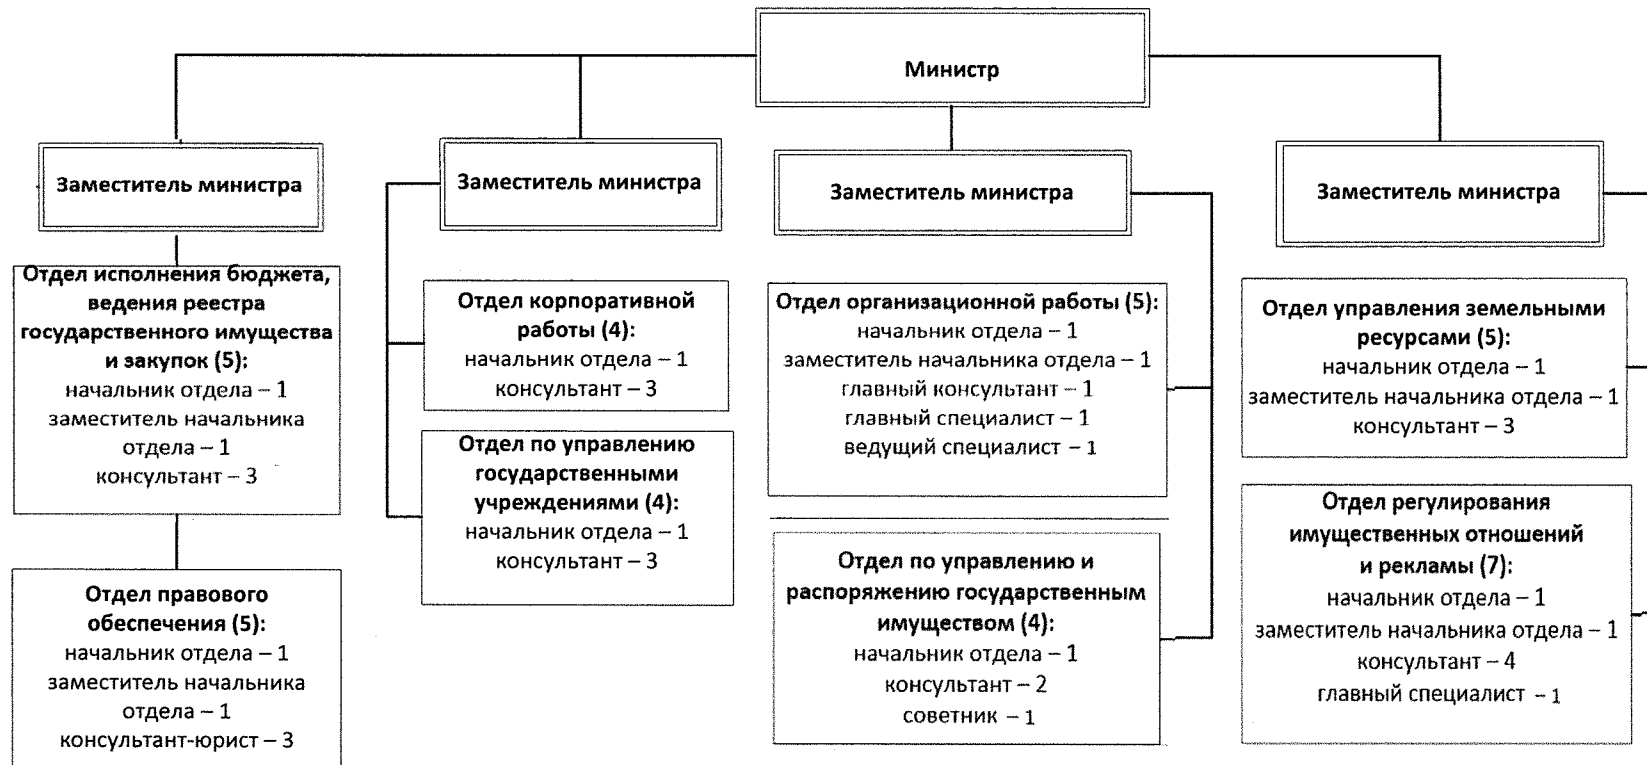 Министр
Заместитель министра
Отдел исполнения бюджета,
ведения реестра
государственного имущества
и закупок (5):
начальник отдела – 1
заместитель начальника
отдела – 1
консультант – 3
Отдел правового
обеспечения (5):
начальник отдела – 1
заместитель начальника
отдела – 1
консультант-юрист – 3
Заместитель министра
Отдел корпоративной
работы (4):
начальник отдела – 1
консультант – 3
Отдел по управлению
государственными
учреждениями (4):
начальник отдела – 1
консультант – 3
Заместитель министра
Отдел организационной работы (5):
начальник отдела – 1
заместитель начальника отдела – 1
главный консультант – 1
главный специалист – 1
ведущий специалист – 1
Отдел по управлению и
распоряжению государственным
имуществом (4):
начальник отдела – 1
консультант – 2
советник – 1
Заместитель министра
Отдел управления земельными
ресурсами (5):
начальник отдела – 1
заместитель начальника отдела – 1
консультант – 3
Отдел регулирования
имущественных отношений
и рекламы (7):
начальник отдела – 1
заместитель начальника отдела – 1
консультант – 4
главный специалист – 1